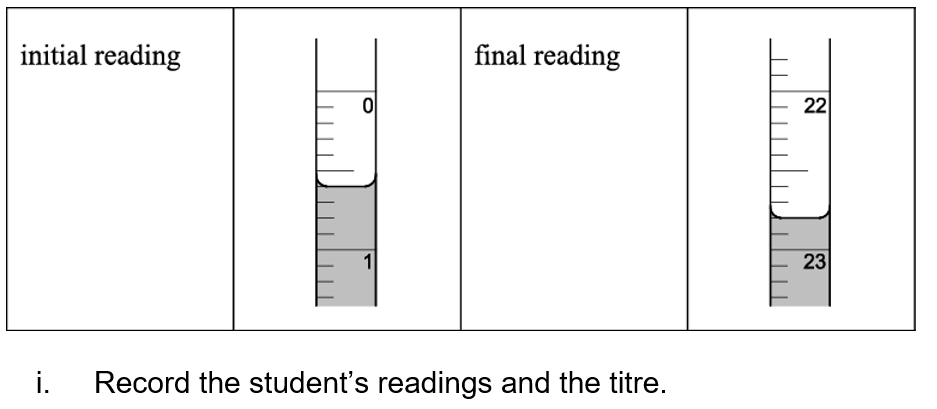 initial reading
0
1
final reading
22
23
i. Record the student's readings and the titre.